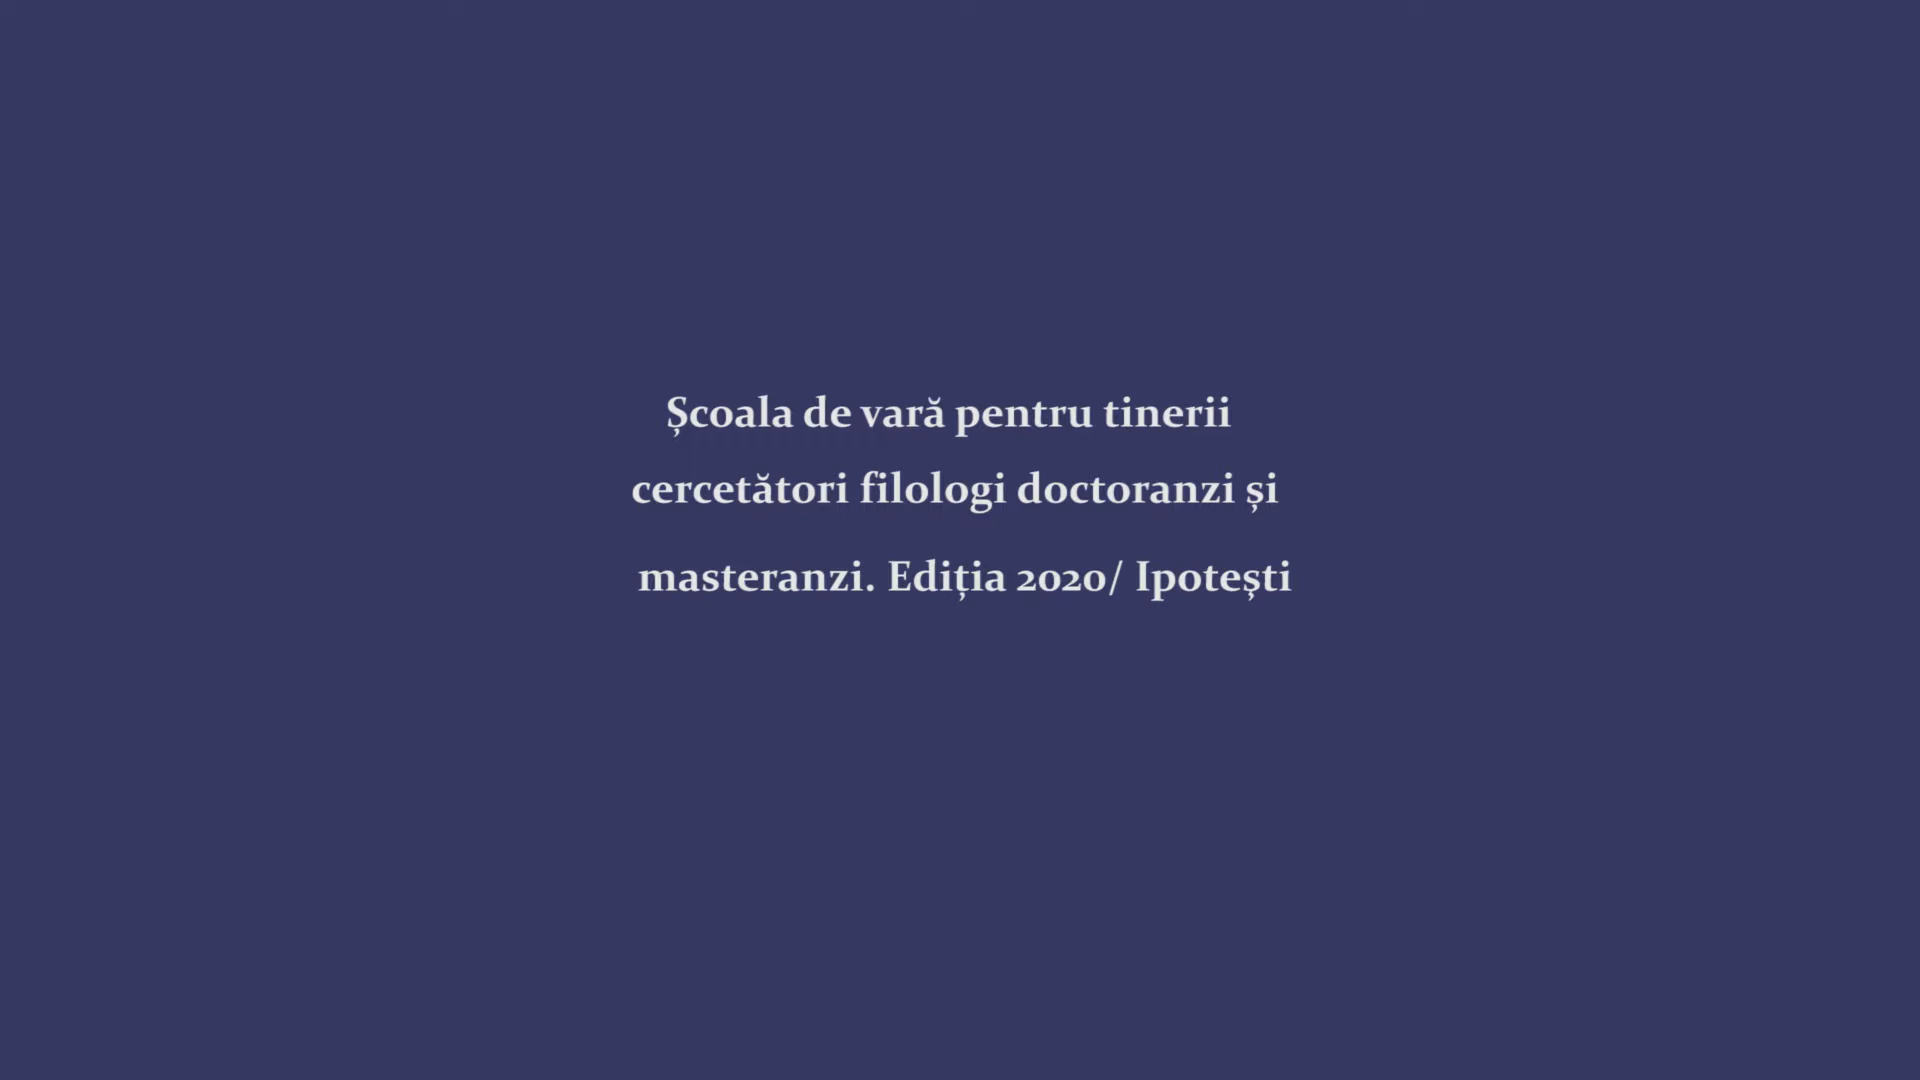 Școala de vară pentru tinerii
cercetători filologi doctoranzi și
masteranzi. Ediția 2020/ Ipotești